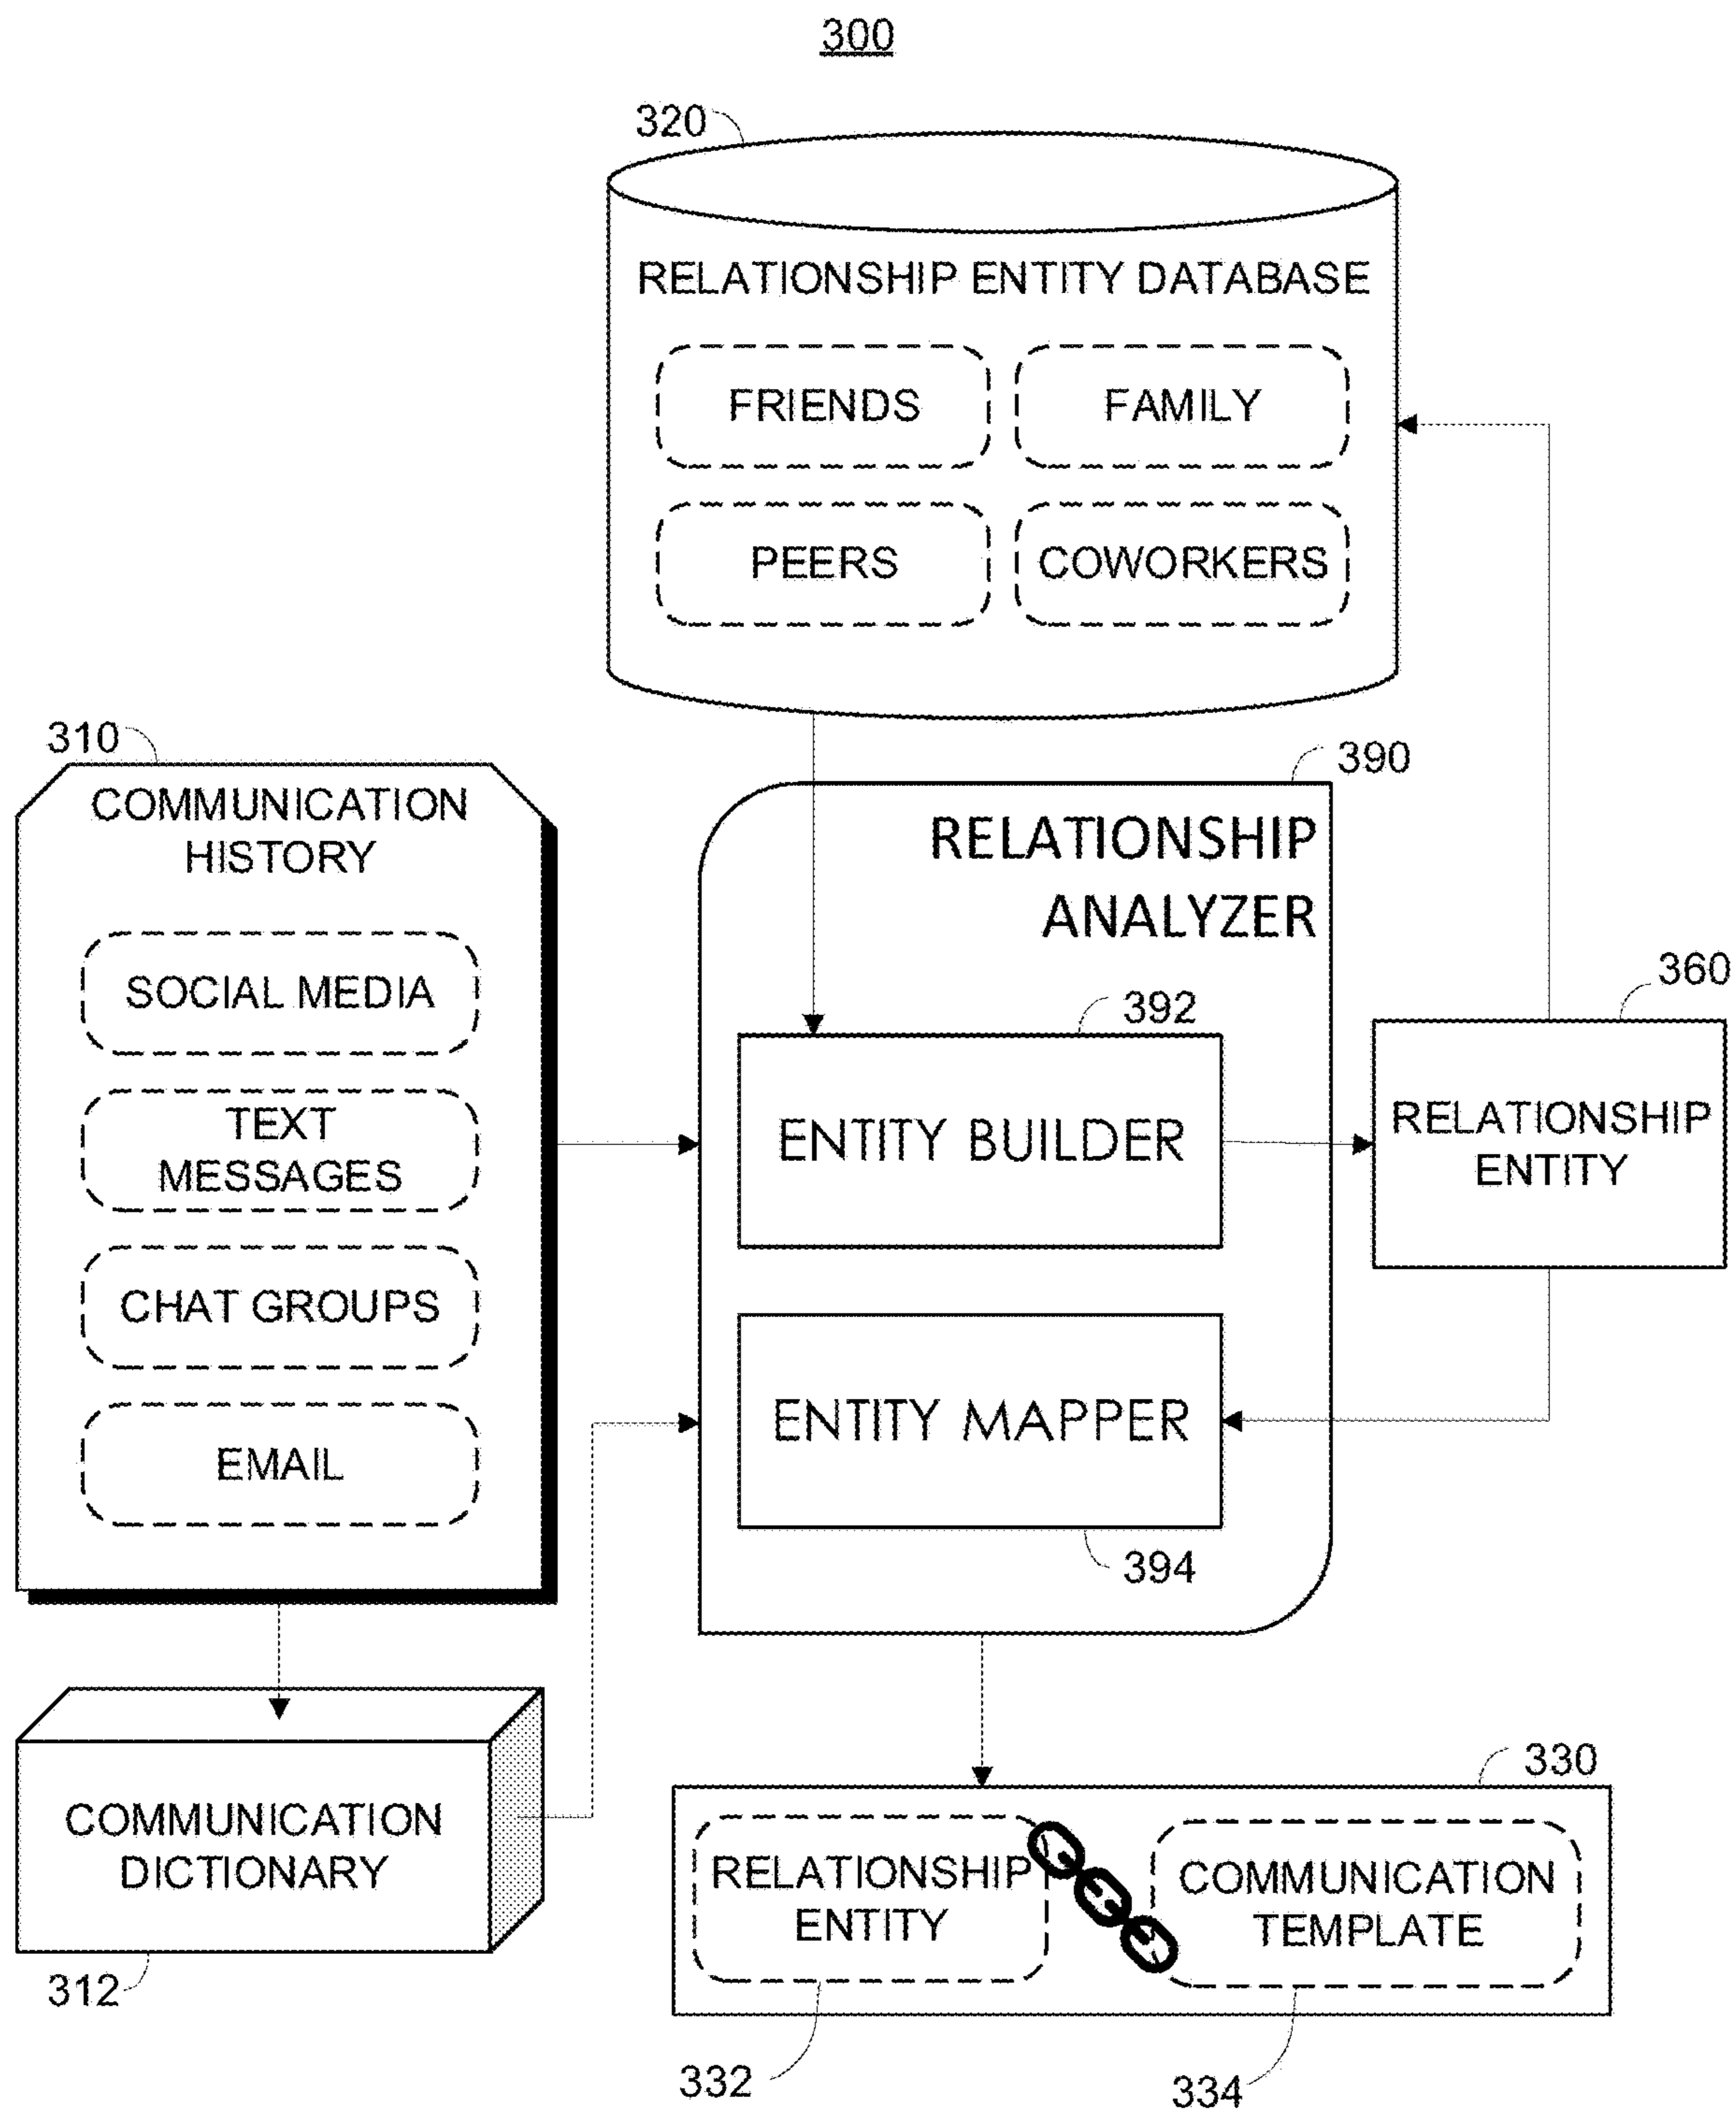 300
320
RELATIONSHIP ENTITY DATABASE
FRIENDS
FAMILY
PEERS
COWORKERS
310
COMMUNICATION
HISTORY
SOCIAL MEDIA
TEXT
MESSAGES
CHAT GROUPS
EMAIL
390
RELATIONSHIP
ANALYZER
392
ENTITY BUILDER
360
RELATIONSHIP
ENTITY
ENTITY MAPPER
394
COMMUNICATION
DICTIONARY
312
330
RELATIONSHIP
ENTITY
COMMUNICATION
TEMPLATE
332
334